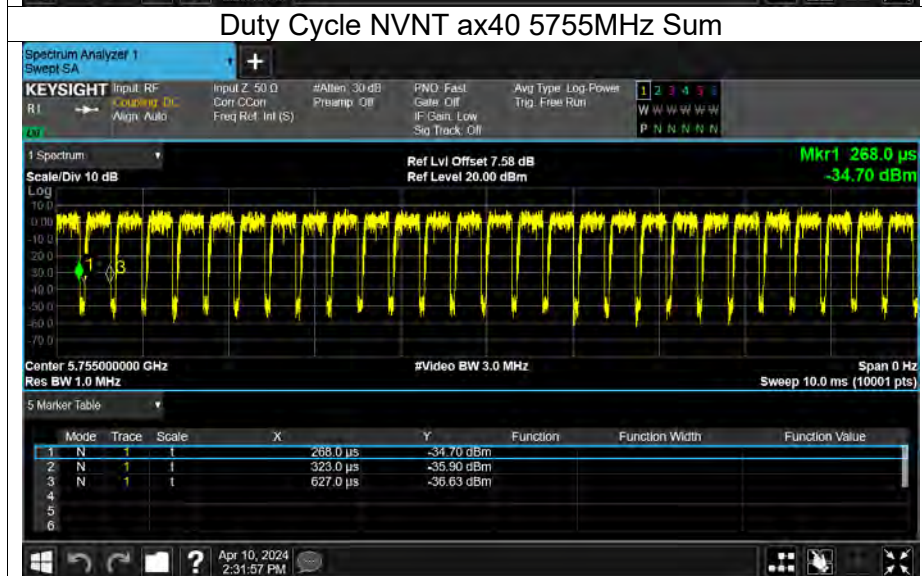 Duty Cycle NVNT ax40 5755MHz Sum
Spectrum Analyzer 1
Swept SA
+
KEYSIGHT Input: RF Input Z: 50 Ω #Atten: 30 dB PNO: Fast Avg Type: Log-Power 1 2 3 4 5 6
R L Coupling: DC Corr CCorr Preamp: Off Gate: Off Trig: Free Run W W W W W W
Align: Auto Freq Ref: Int (S) IF Gain: Low
Sig Track: Off P N N N N N
1 Spectrum Ref Lvl Offset 7.58 dB Mkr1 268.0 µs
Scale/Div 10 dB Ref Level 20.00 dBm -34.70 dBm
Log
10.0
0.00
-10.0
-20.0
-30.0
-40.0
-50.0
-60.0
-70.0
1 3
Center 5.755000000 GHz #Video BW 3.0 MHz Span 0 Hz
Res BW 1.0 MHz Sweep 10.0 ms (10001 pts)
5 Marker Table
Mode Trace Scale X Y Function Function Width Function Value
1 N 1 t 268.0 µs -34.70 dBm
2 N 1 t 323.0 µs -35.90 dBm
3 N 1 t 627.0 µs -36.63 dBm
4
5
6
? Apr 10, 2024
2:31:57 PM